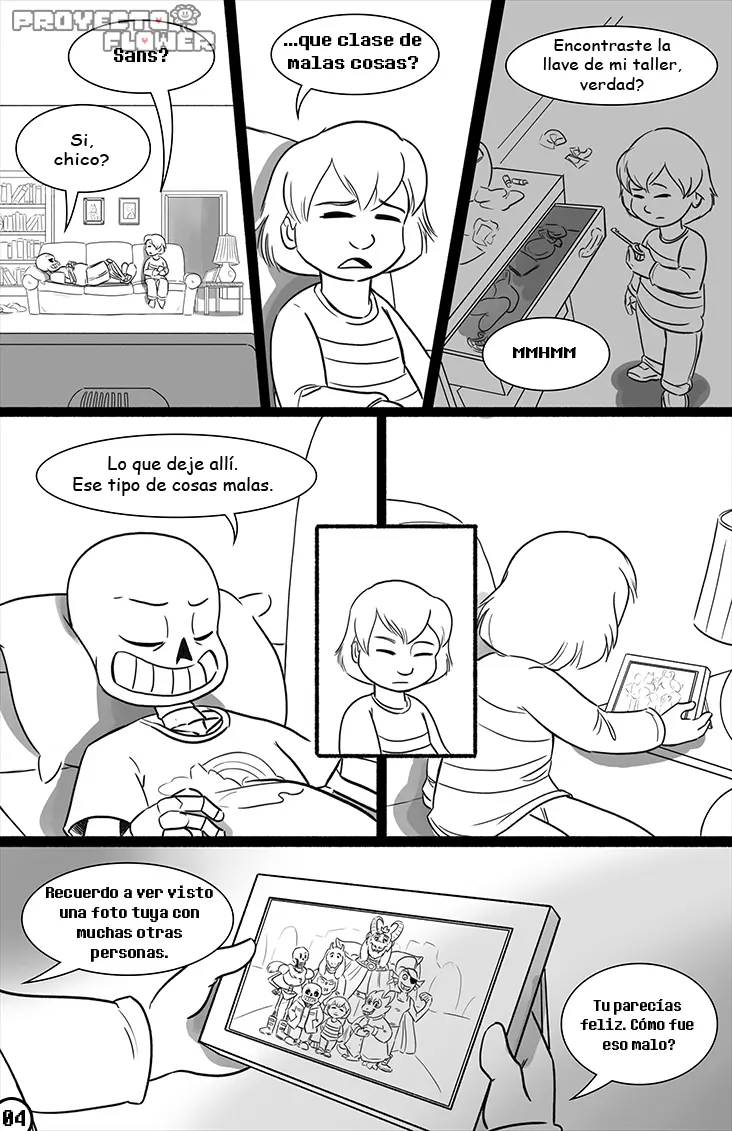 PROYECTO
FLOWER
Sans?
Si,
chico?
...que clase de
malas cosas?
Encontraste la
llave de mi taller,
verdad?
MMHMM
Lo que deje allí.
Ese tipo de cosas malas.
Recuerdo a ver visto
una foto tuya con
muchas otras
personas.
Tu parecías
feliz. Cómo fue
eso malo?
04